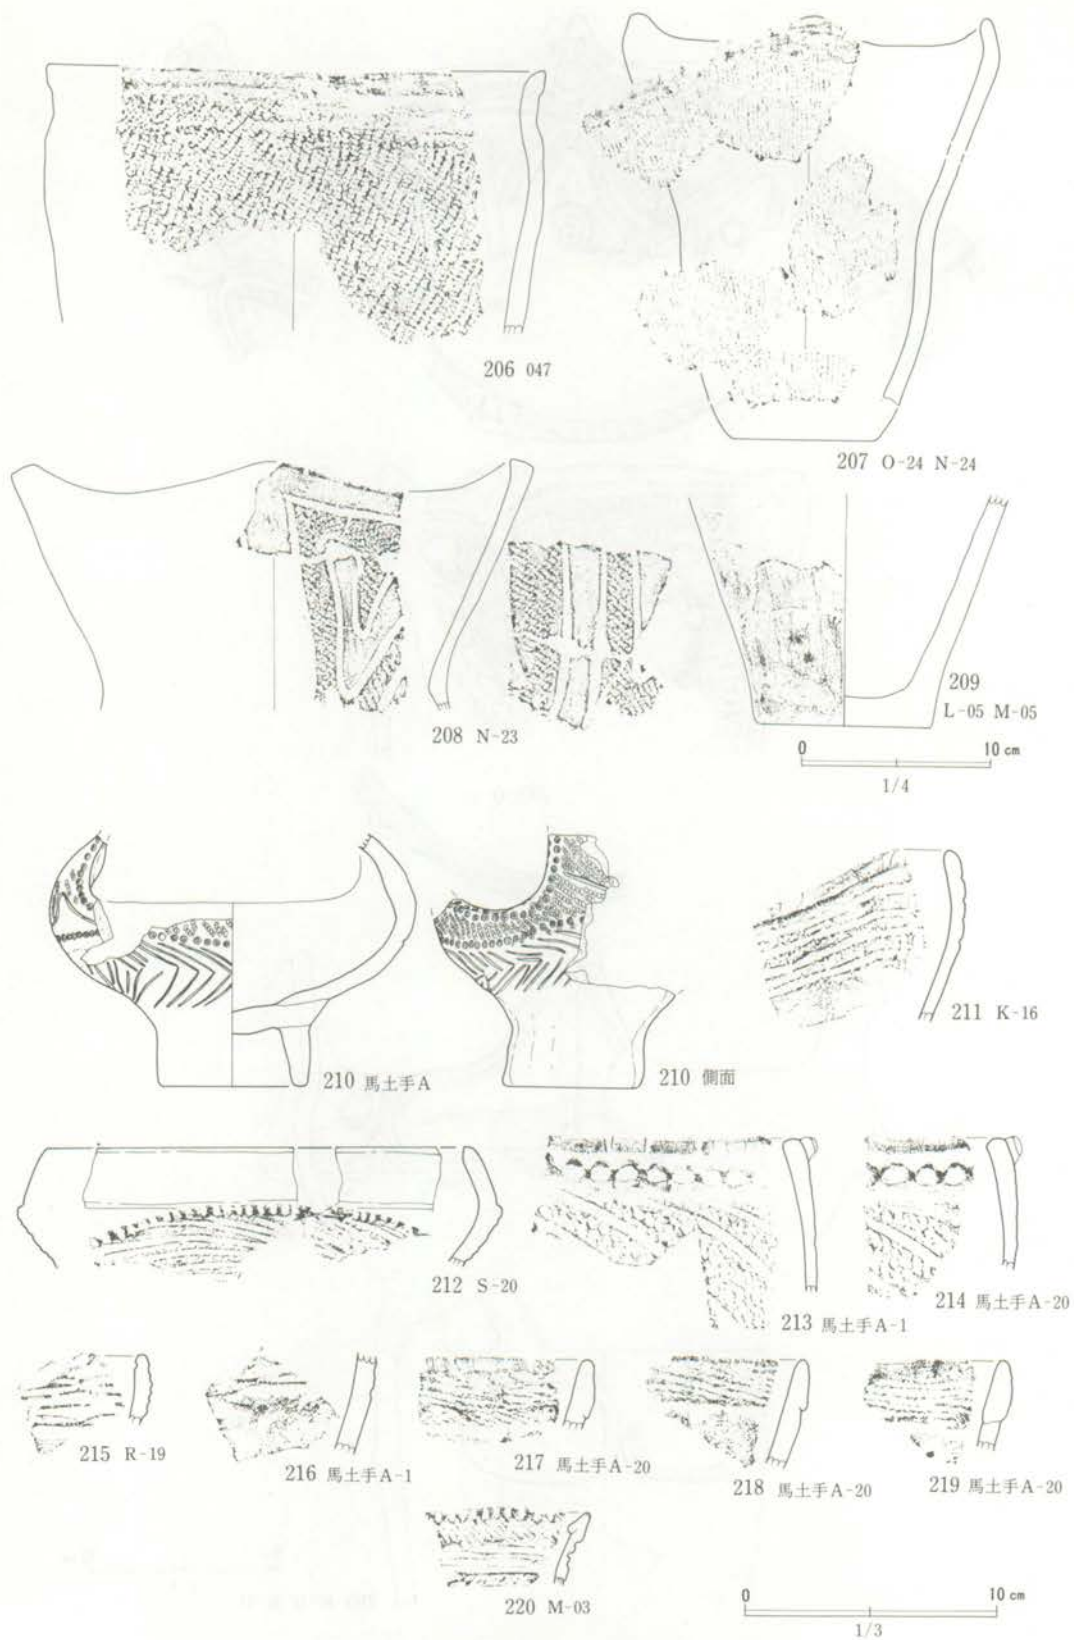 206 047
207 O-24 N-24
208 N-23
209
L-05 M-05
0 10 cm
1/4
210 馬土手A
210 側面
211 K-16
212 S-20
213 馬土手A-1
214 馬土手A-20
215 R-19
216 馬土手A-1
217 馬土手A-20
218 馬土手A-20
219 馬土手A-20
220 M-03
0 10 cm
1/3